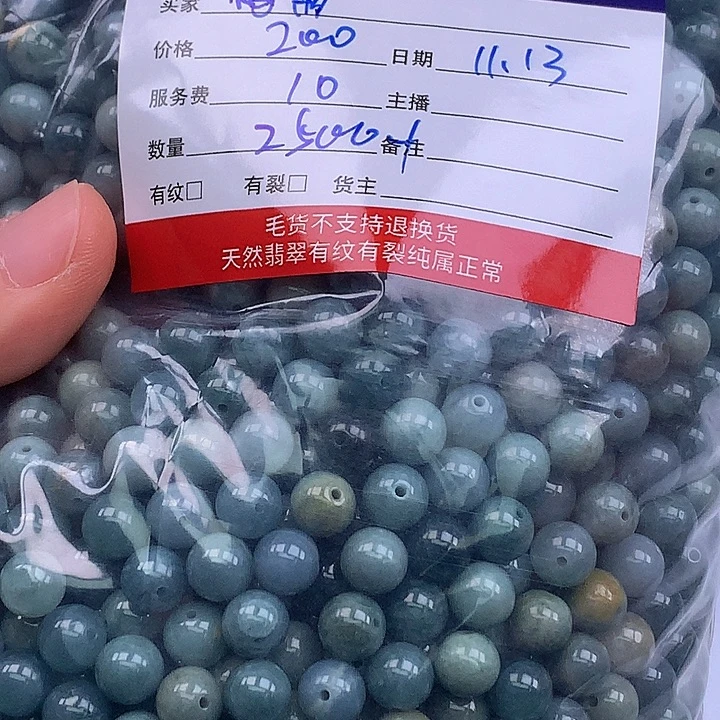 买家
价格 200 日期 11.13
服务费 10 主播
数量 2500 备注
有纹□ 有裂□ 货主
毛货不支持退换货
天然翡翠有纹有裂纯属正常